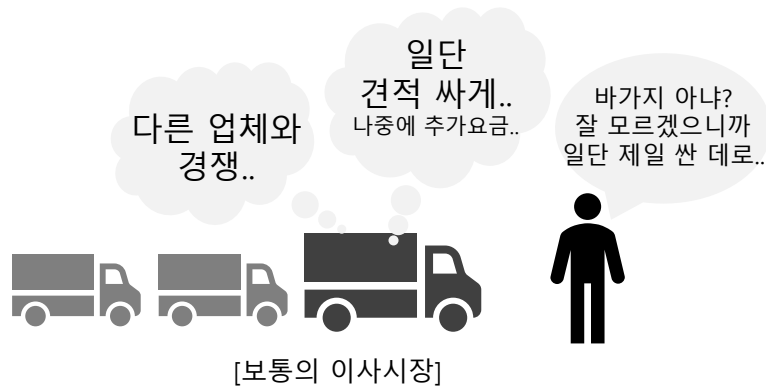 다른 업체와
경쟁..
일단
견적 싸게..
나중에 추가요금..
바가지 아냐?
잘 모르겠으니까
일단 제일 싼 데로..
[보통의 이사시장]